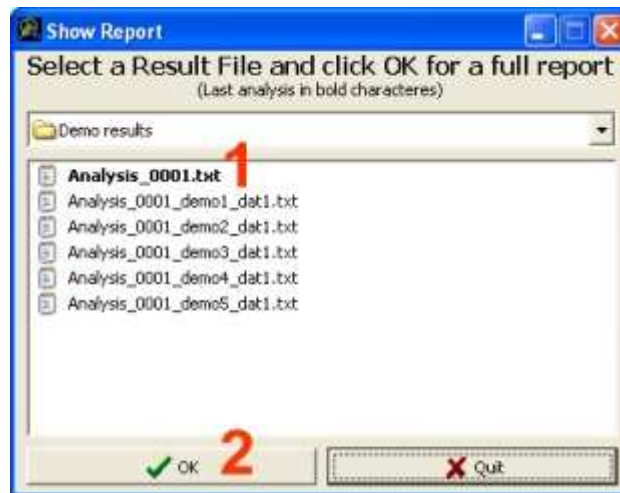 Show Report
Select a Result File and click OK for a full report
(Last analysis in bold characteres)
Demo results
1
Analysis_0001.txt
Analysis_0001_demo1_dat1.txt
Analysis_0001_demo2_dat1.txt
Analysis_0001_demo3_dat1.txt
Analysis_0001_demo4_dat1.txt
Analysis_0001_demo5_dat1.txt
OK 2 Quit